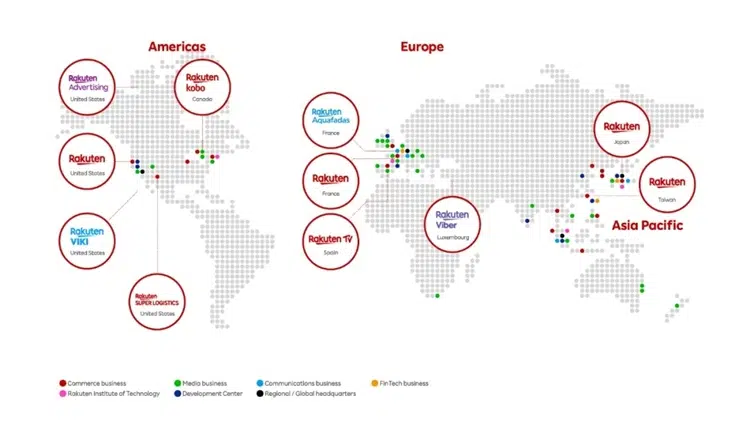 Americas
Europe
Rakuten
Advertising
United States
Rakuten
kobo
Canada
Rakuten
United States
Rakuten
VIKI
United States
Rakuten
SUPER LOGISTICS
United States
Rakuten
Aquafadas
France
Rakuten
France
Rakuten TV
Spain
Rakuten
Viber
Luxembourg
Rakuten
Japan
Rakuten
Taiwan
Asia Pacific
Commerce business
Media business
Communications business
FinTech business
Rakuten Institute of Technology
Development Center
Regional / Global headquarters